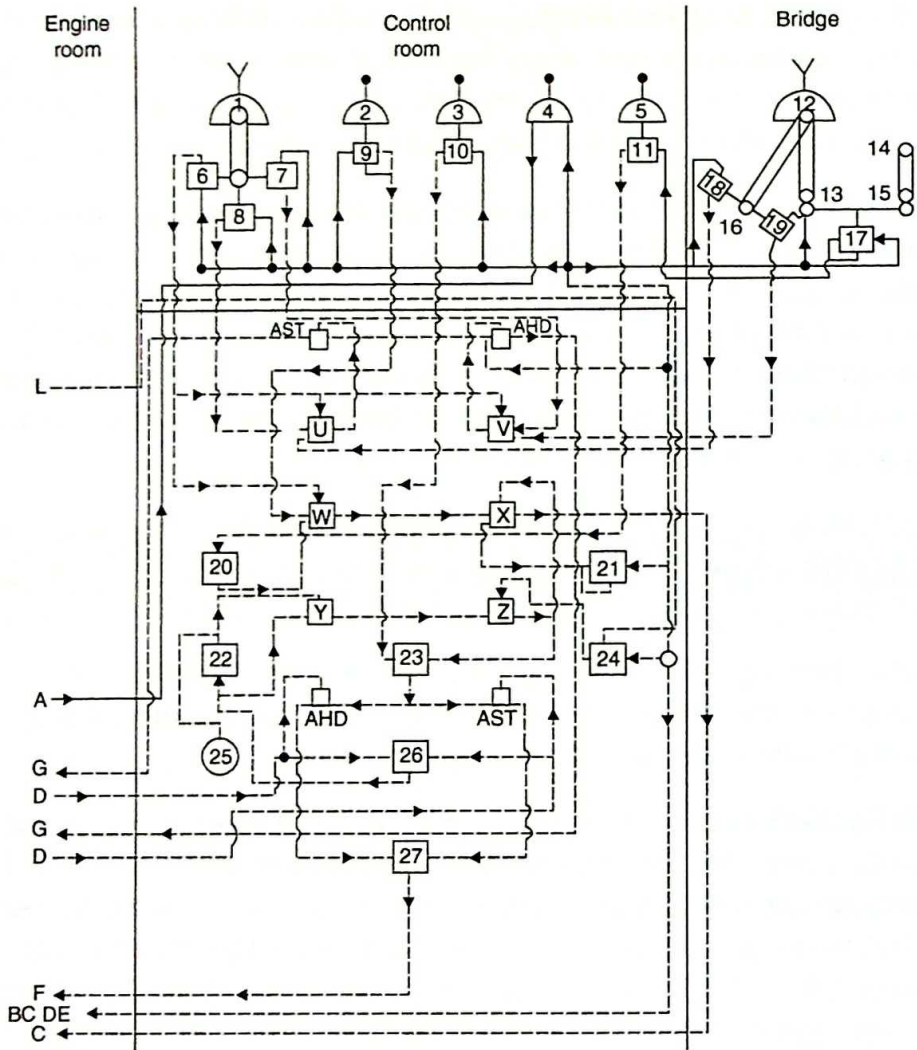 Engine room
Control room
Bridge
1
2
3
4
5
12
6
7
9
10
11
14
8
18
13
15
16
19
17
AST
AHD
L
U
V
W
X
20
21
Y
Z
22
23
24
A
AHD
AST
25
26
G
D
G
D
27
F
BC DE
C